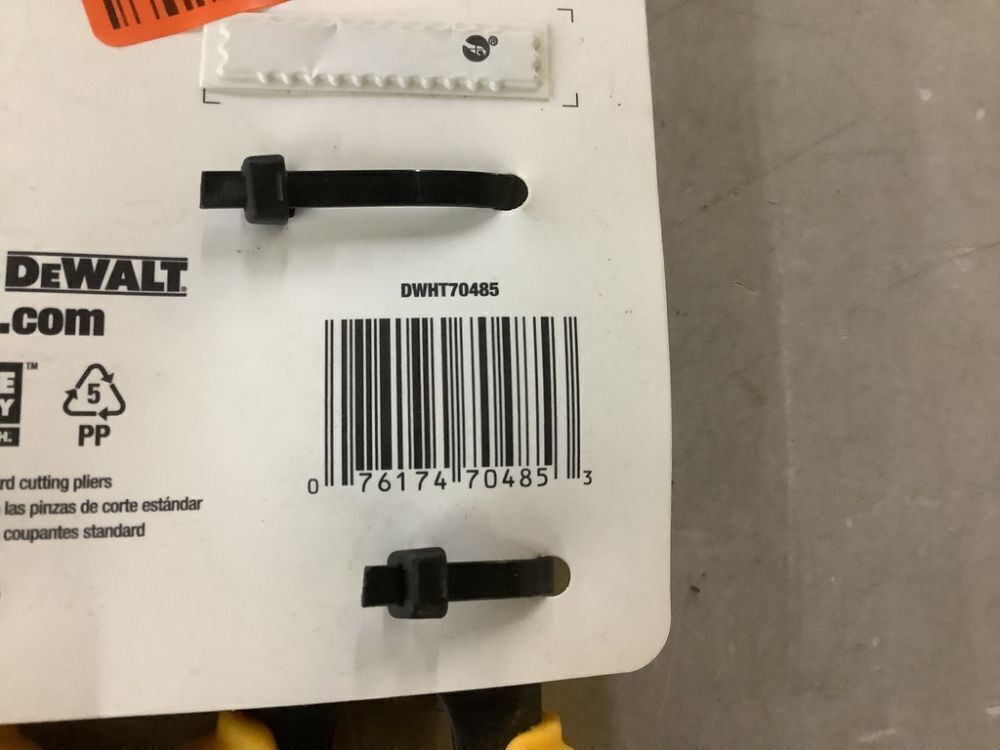 DEWALT®
.com
DWHT70485
TM
5
PP
0 76174 70485 3
rd cutting pliers
las pinzas de corte estándar
coupantes standard